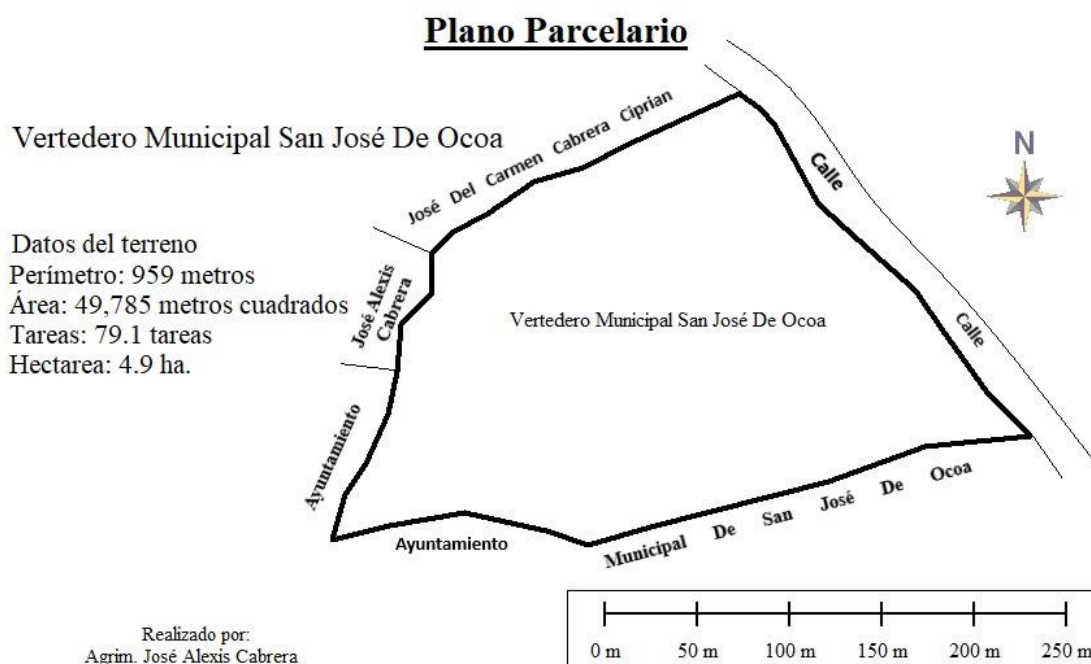 Plano Parcelario
Vertedero Municipal San José De Ocoa
Datos del terreno
Perímetro: 959 metros
Área: 49,785 metros cuadrados
Tareas: 79.1 tareas
Hectarea: 4.9 ha.
José Del Carmen Cabrera Ciprian
José Alexis
Cabrera
Ayuntamiento
Ayuntamiento
Municipal De San José De Ocoa
Calle
Calle
N
Vertedero Municipal San José De Ocoa
Realizado por:
Agrim. José Alexis Cabrera
0 m 50 m 100 m 150 m 200 m 250 m